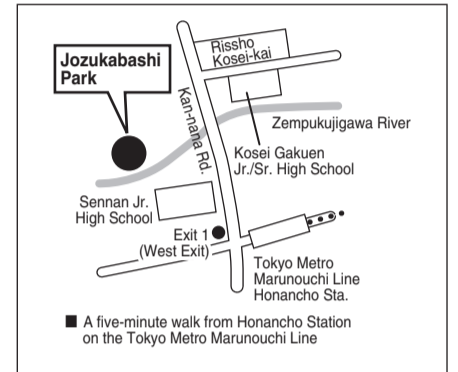 Jozukabashi
Park
Rissho
Kosei-kai
Kan-nana Rd.
Zempukujigawa River
Kosei Gakuen
Jr./Sr. High School
Sennan Jr.
High School
Exit 1
(West Exit)
Tokyo Metro
Marunouchi Line
Honancho Sta.
■ A five-minute walk from Honancho Station
on the Tokyo Metro Marunouchi Line